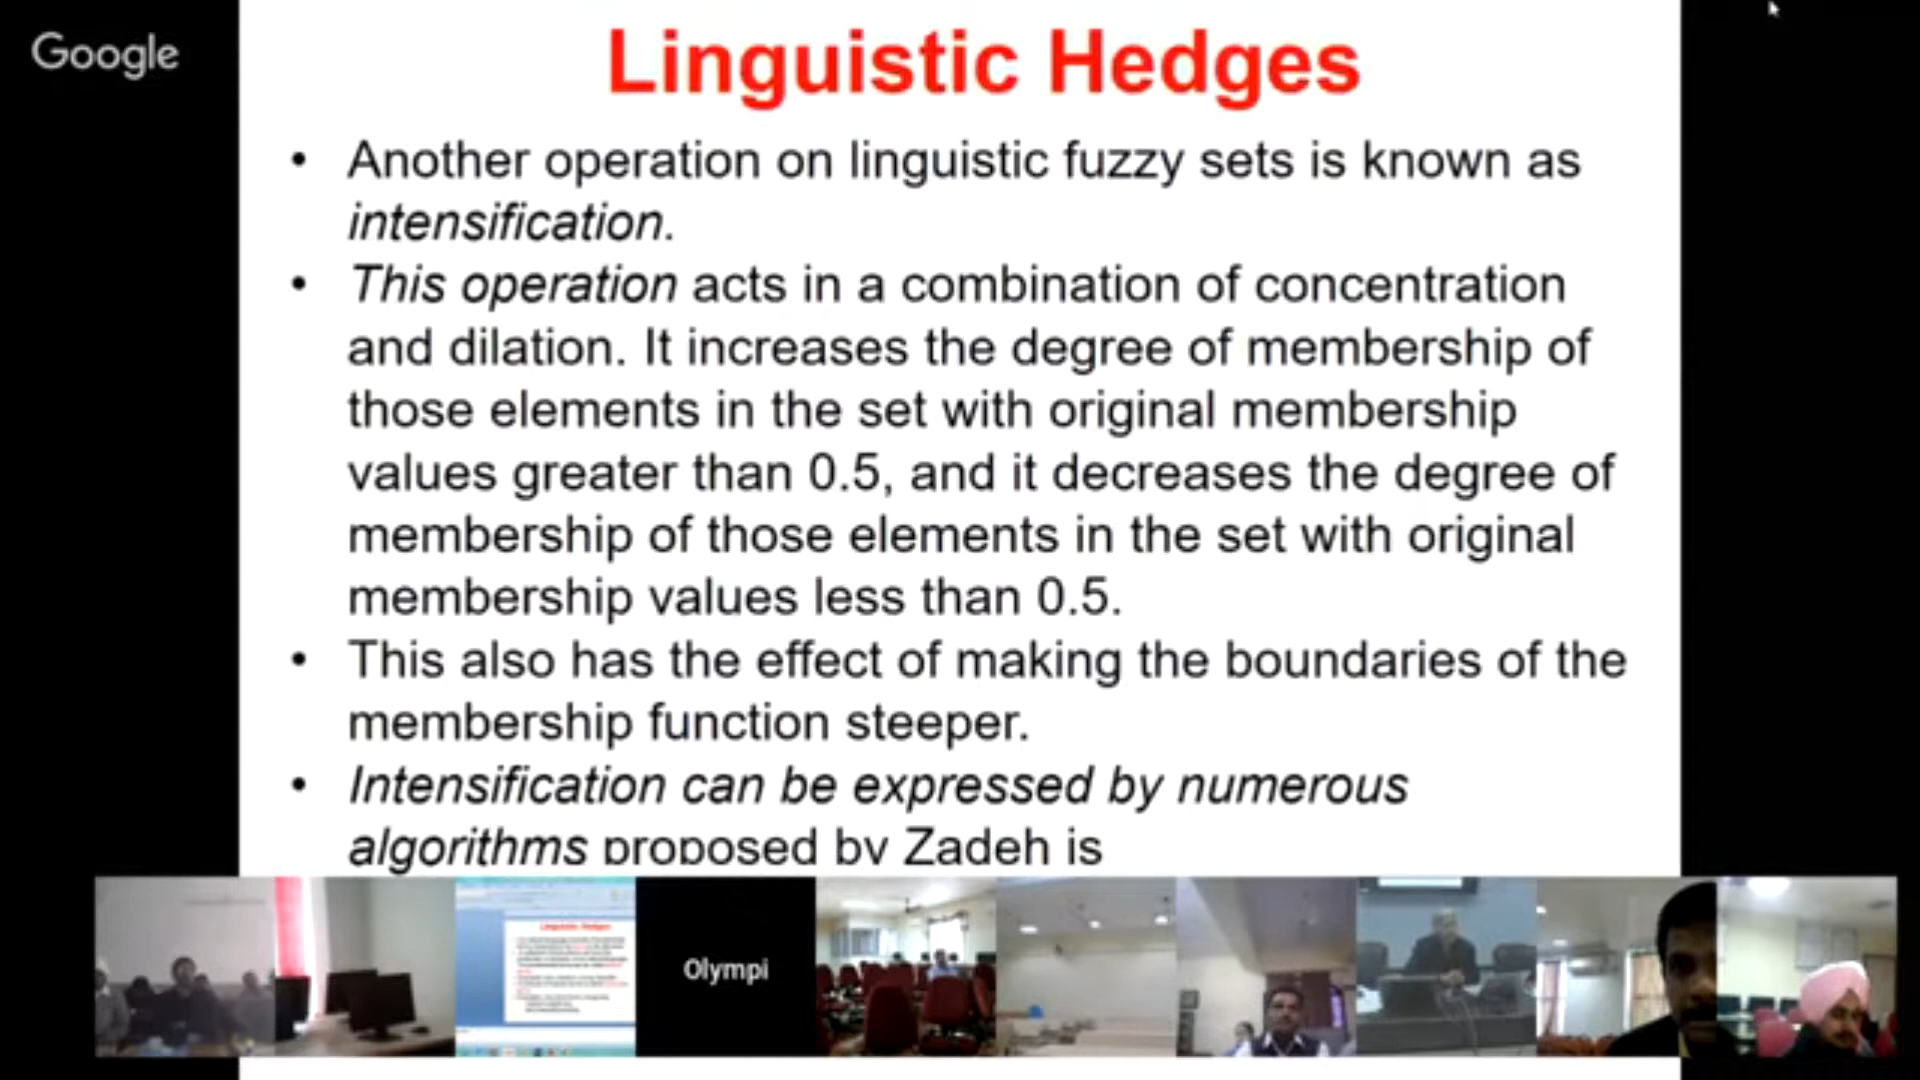 Google
Linguistic Hedges
• Another operation on linguistic fuzzy sets is known as
intensification.
• This operation acts in a combination of concentration
and dilation. It increases the degree of membership of
those elements in the set with original membership
values greater than 0.5, and it decreases the degree of
membership of those elements in the set with original
membership values less than 0.5.
• This also has the effect of making the boundaries of the
membership function steeper.
• Intensification can be expressed by numerous
algorithms proposed by Zadeh is
Linguistic Hedges
Olympi